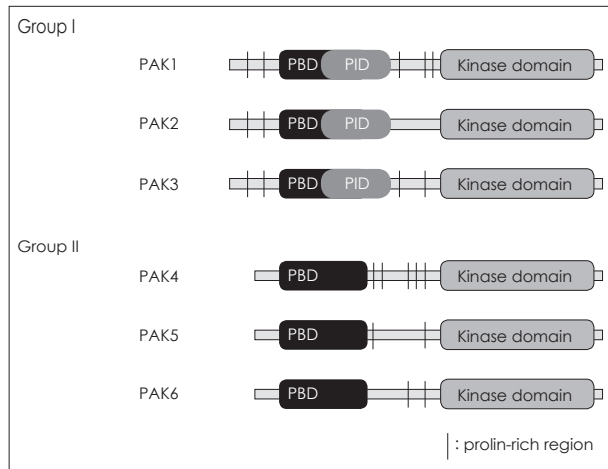 Group I
PAK1 PBD PID Kinase domain
PAK2 PBD PID Kinase domain
PAK3 PBD PID Kinase domain
Group II
PAK4 PBD Kinase domain
PAK5 PBD Kinase domain
PAK6 PBD Kinase domain
| : prolin-rich region